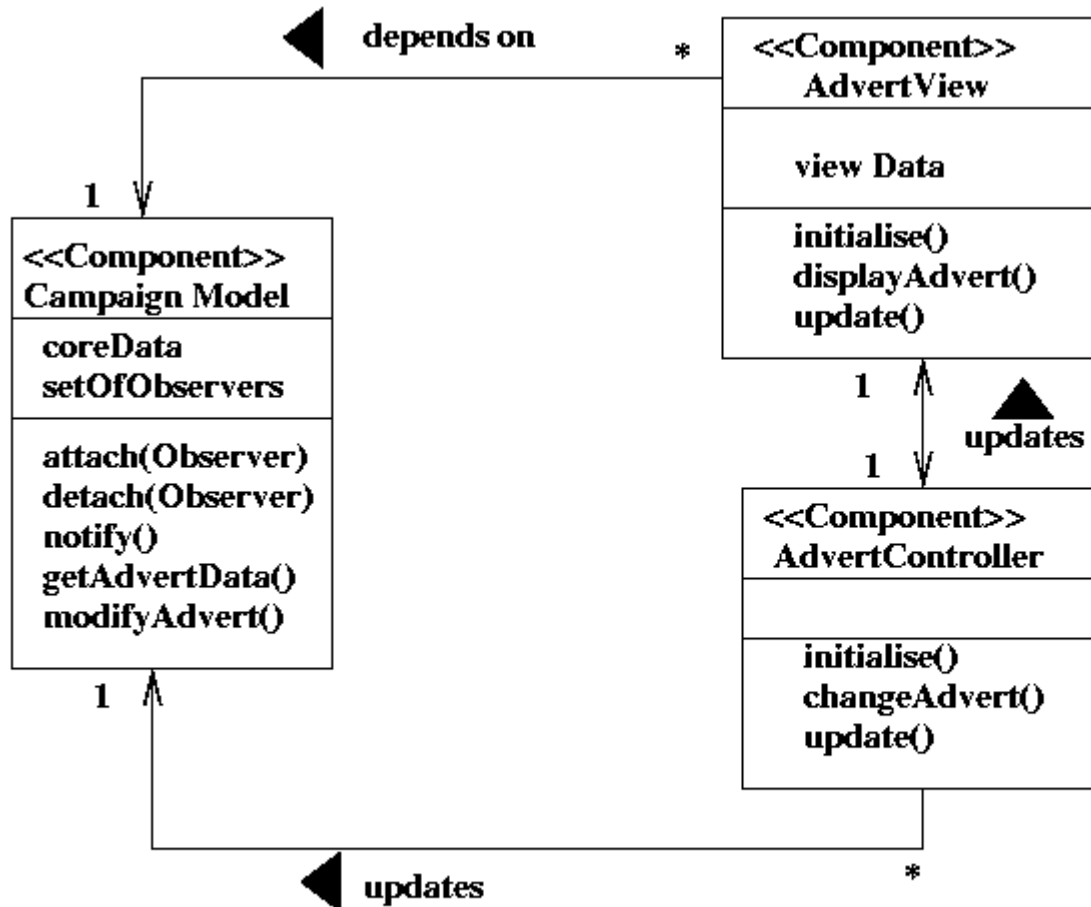 depends on
*
1
<<Component>>
AdvertView
view Data
initialise()
displayAdvert()
update()
<<Component>>
Campaign Model
coreData
setOfObservers
attach(Observer)
detach(Observer)
notify()
getAdvertData()
modifyAdvert()
1
1
updates
1
<<Component>>
AdvertController
initialise()
changeAdvert()
update()
*
updates